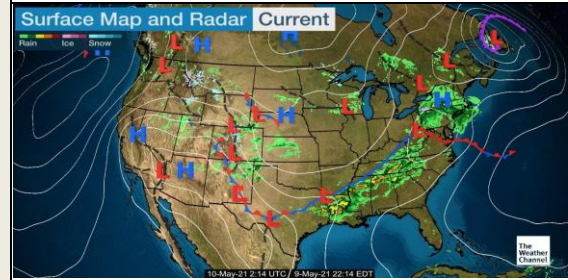 Surface Map and Radar Current
Rain Ice Snow
L
H
H
L
L
L
L
L
H
L
L
H
L
H
L
L
L
H
L
L
L
10-May-21 2:14 UTC / 9-May-21 22:14 EDT
The
Weather
Channel